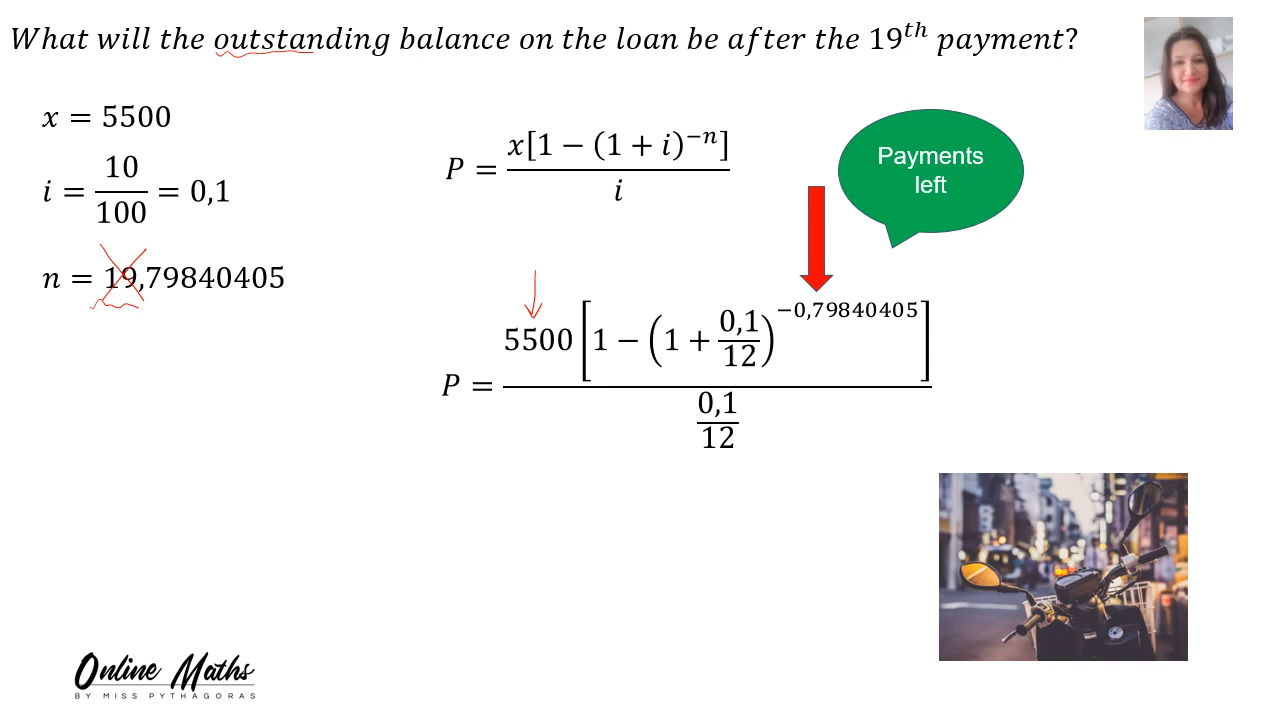 What will the outstanding balance on the loan be after the 19ᵗʰ payment?
x = 5500
i = 10/100 = 0,1
n = 19,79840405
P = x[1 − (1 + i)⁻ⁿ] / i
Payments
left
P = 5500[1 − (1 + 0,1/12)^−0,79840405] / (0,1/12)
Online Maths
BY MISS PYTHAGORAS